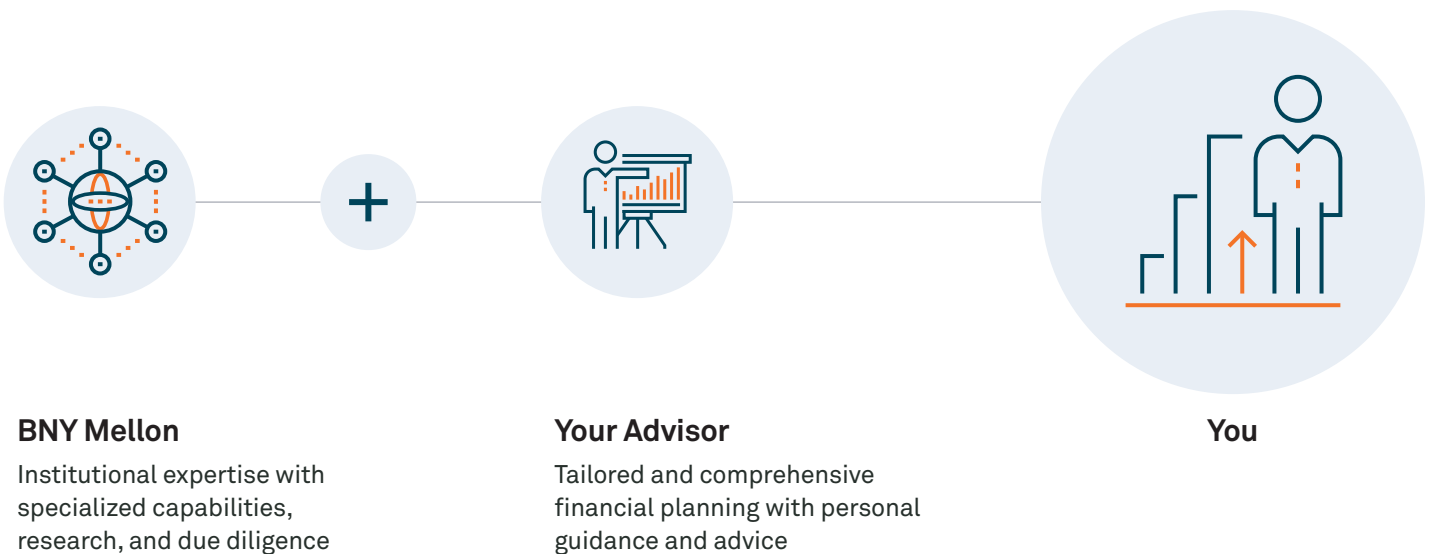 +
BNY Mellon
Institutional expertise with
specialized capabilities,
research, and due diligence
Your Advisor
Tailored and comprehensive
financial planning with personal
guidance and advice
You